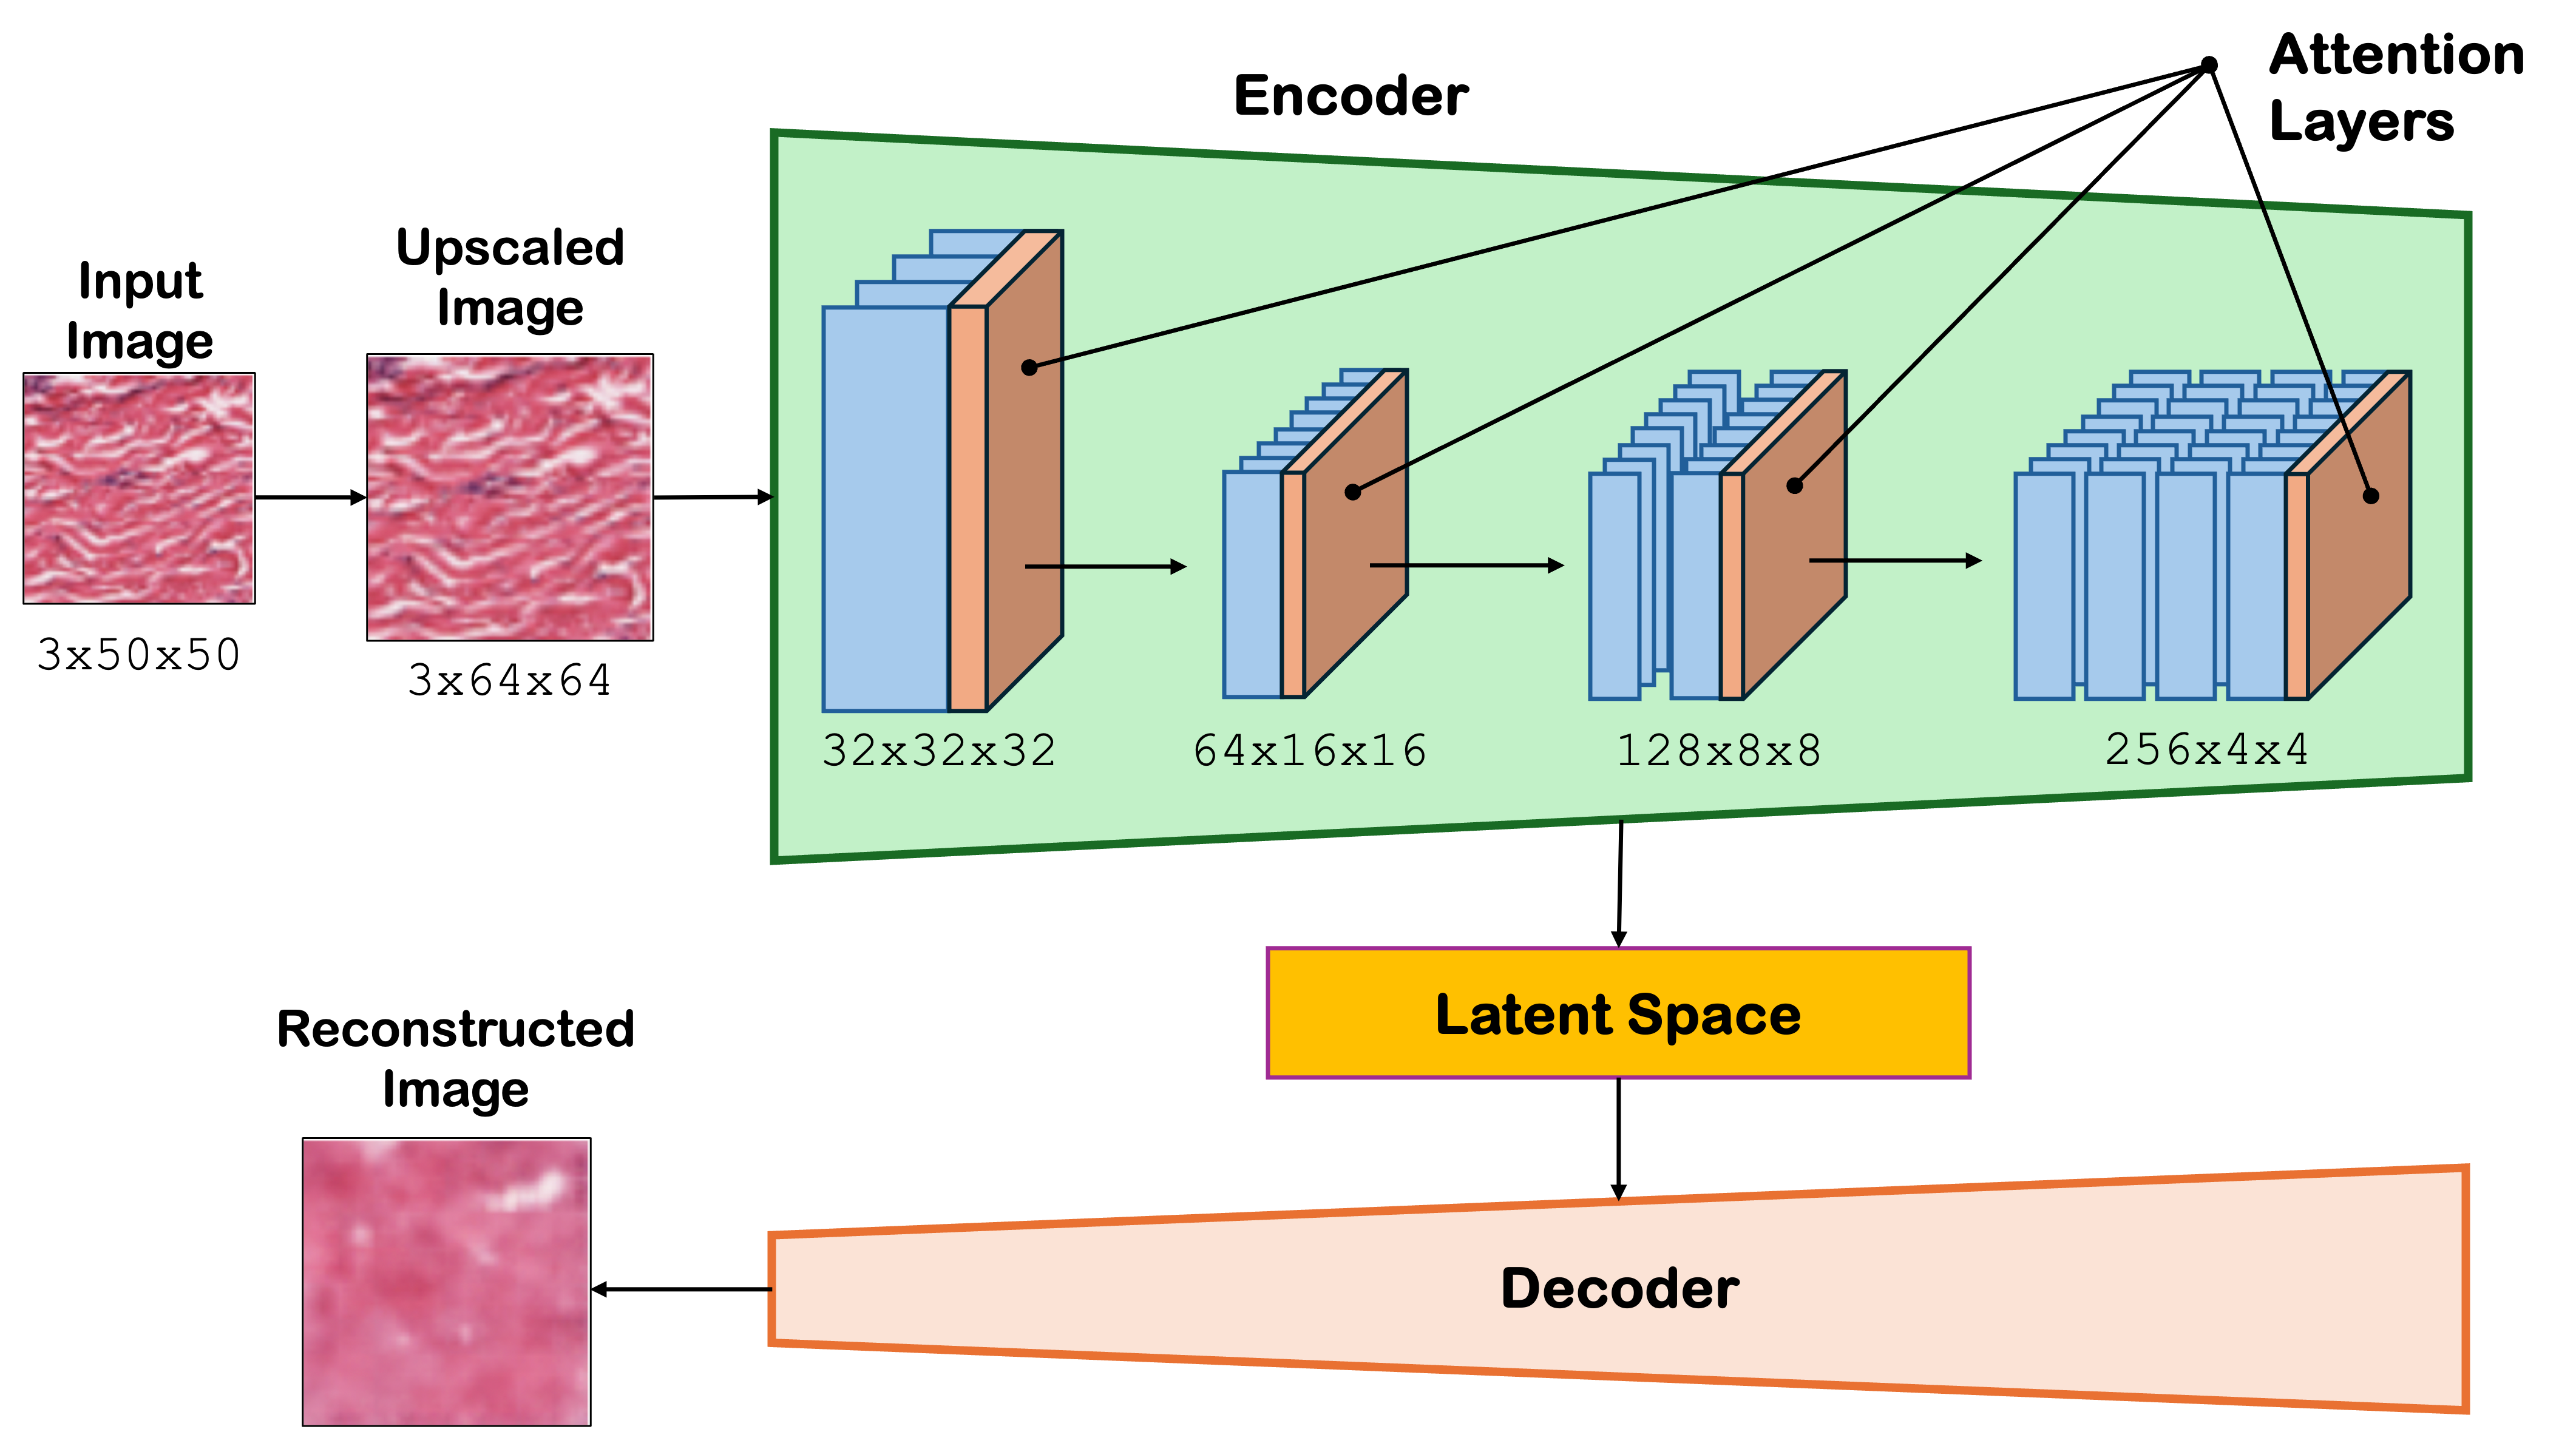 Input
Image
3x50x50
Upscaled
Image
3x64x64
Encoder
Attention
Layers
32x32x32
64x16x16
128x8x8
256x4x4
Latent Space
Decoder
Reconstructed
Image